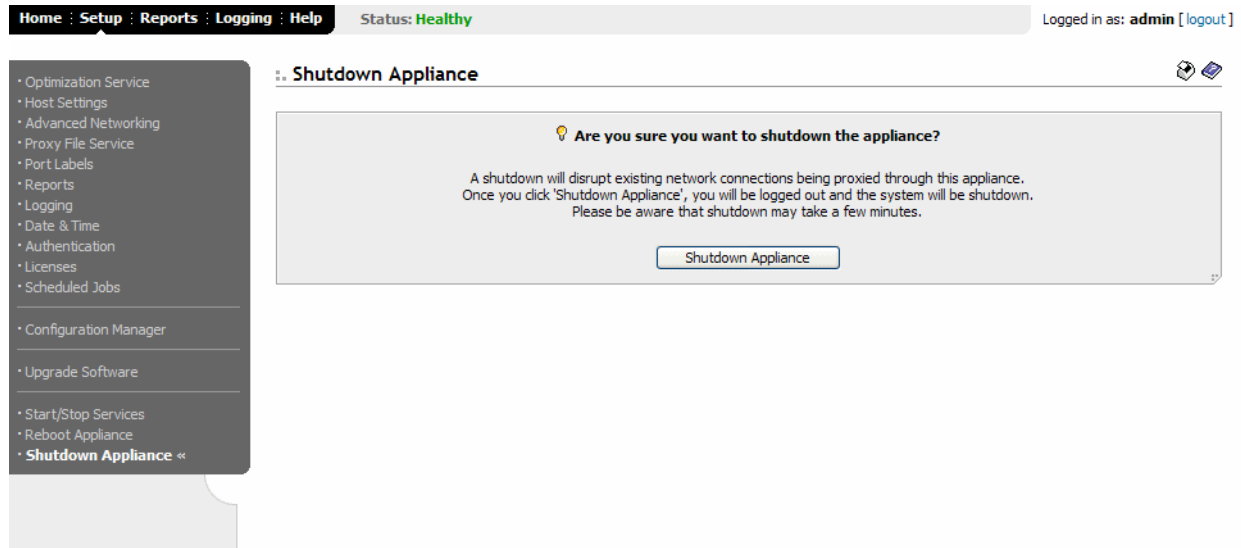 Home Setup Reports Logging Help Status: Healthy Logged in as: admin [ logout ]
• Optimization Service
• Host Settings
• Advanced Networking
• Proxy File Service
• Port Labels
• Reports
• Logging
• Date & Time
• Authentication
• Licenses
• Scheduled Jobs
• Configuration Manager
• Upgrade Software
• Start/Stop Services
• Reboot Appliance
• Shutdown Appliance «
:. Shutdown Appliance
Are you sure you want to shutdown the appliance?
A shutdown will disrupt existing network connections being proxied through this appliance.
Once you click 'Shutdown Appliance', you will be logged out and the system will be shutdown.
Please be aware that shutdown may take a few minutes.
Shutdown Appliance